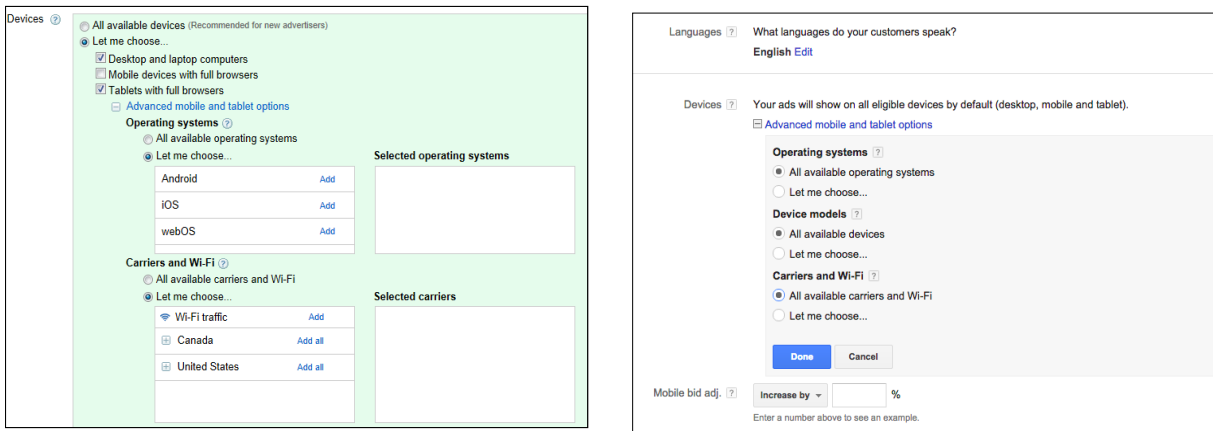 Devices ?
All available devices (Recommended for new advertisers)
Let me choose...
Desktop and laptop computers
Mobile devices with full browsers
Tablets with full browsers
Advanced mobile and tablet options
Operating systems ?
All available operating systems
Let me choose...
Selected operating systems
Android Add
iOS Add
webOS Add
Carriers and Wi-Fi ?
All available carriers and Wi-Fi
Let me choose...
Selected carriers
Wi-Fi traffic Add
Canada Add all
United States Add all
Languages ? What languages do your customers speak?
English Edit
Devices ? Your ads will show on all eligible devices by default (desktop, mobile and tablet).
Advanced mobile and tablet options
Operating systems ?
All available operating systems
Let me choose...
Device models ?
All available devices
Let me choose...
Carriers and Wi-Fi ?
All available carriers and Wi-Fi
Let me choose...
Done Cancel
Mobile bid adj. ? Increase by %
Enter a number above to see an example.